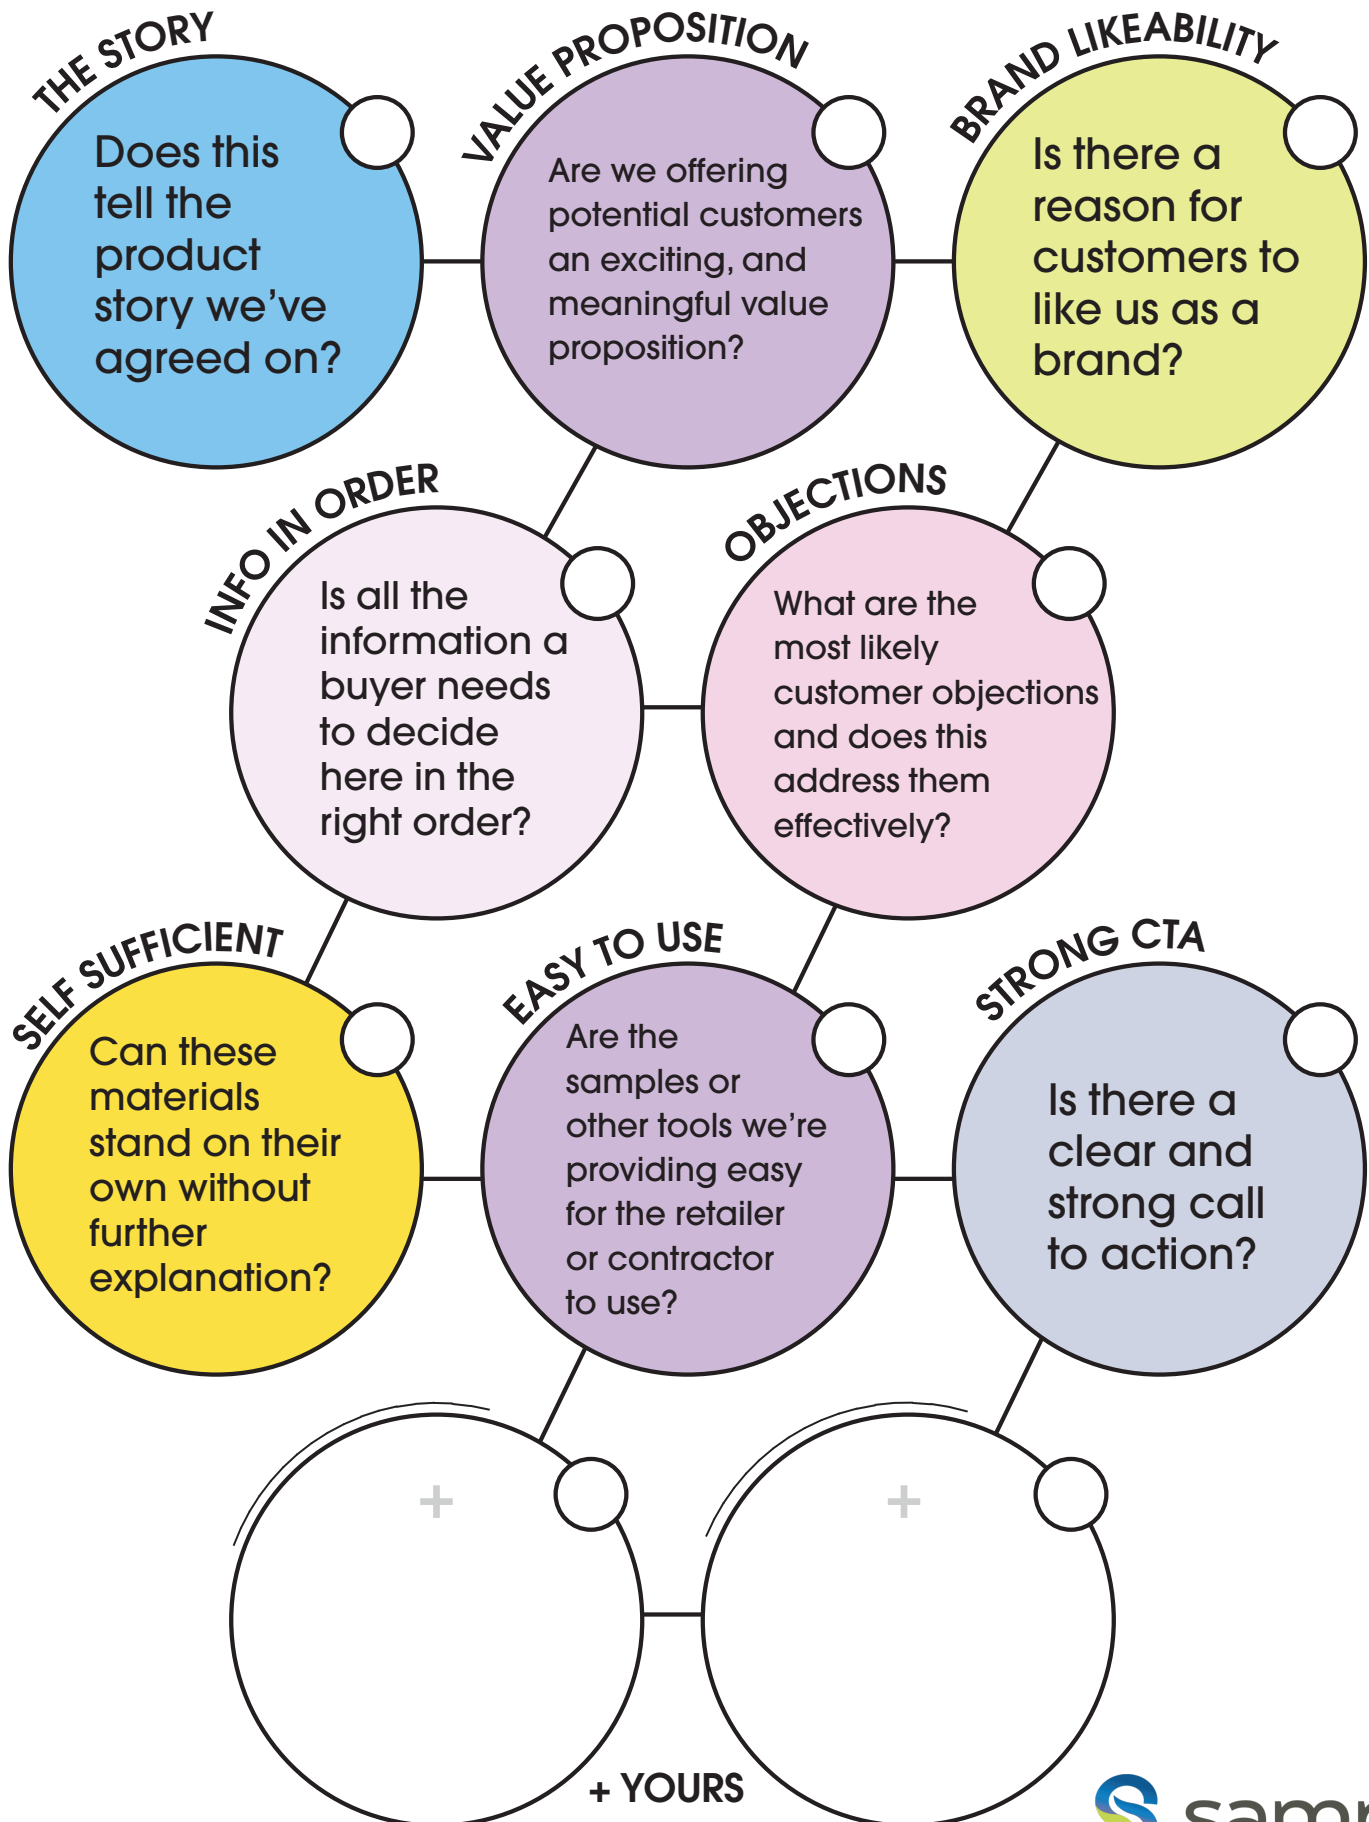 THE STORY
Does this
tell the
product
story we've
agreed on?
VALUE PROPOSITION
Are we offering
potential customers
an exciting, and
meaningful value
proposition?
BRAND LIKEABILITY
Is there a
reason for
customers to
like us as a
brand?
INFO IN ORDER
Is all the
information a
buyer needs
to decide
here in the
right order?
OBJECTIONS
What are the
most likely
customer objections
and does this
address them
effectively?
SELF SUFFICIENT
Can these
materials
stand on their
own without
further
explanation?
EASY TO USE
Are the
samples or
other tools we're
providing easy
for the retailer
or contractor
to use?
STRONG CTA
Is there a
clear and
strong call
to action?
+
+
+ YOURS